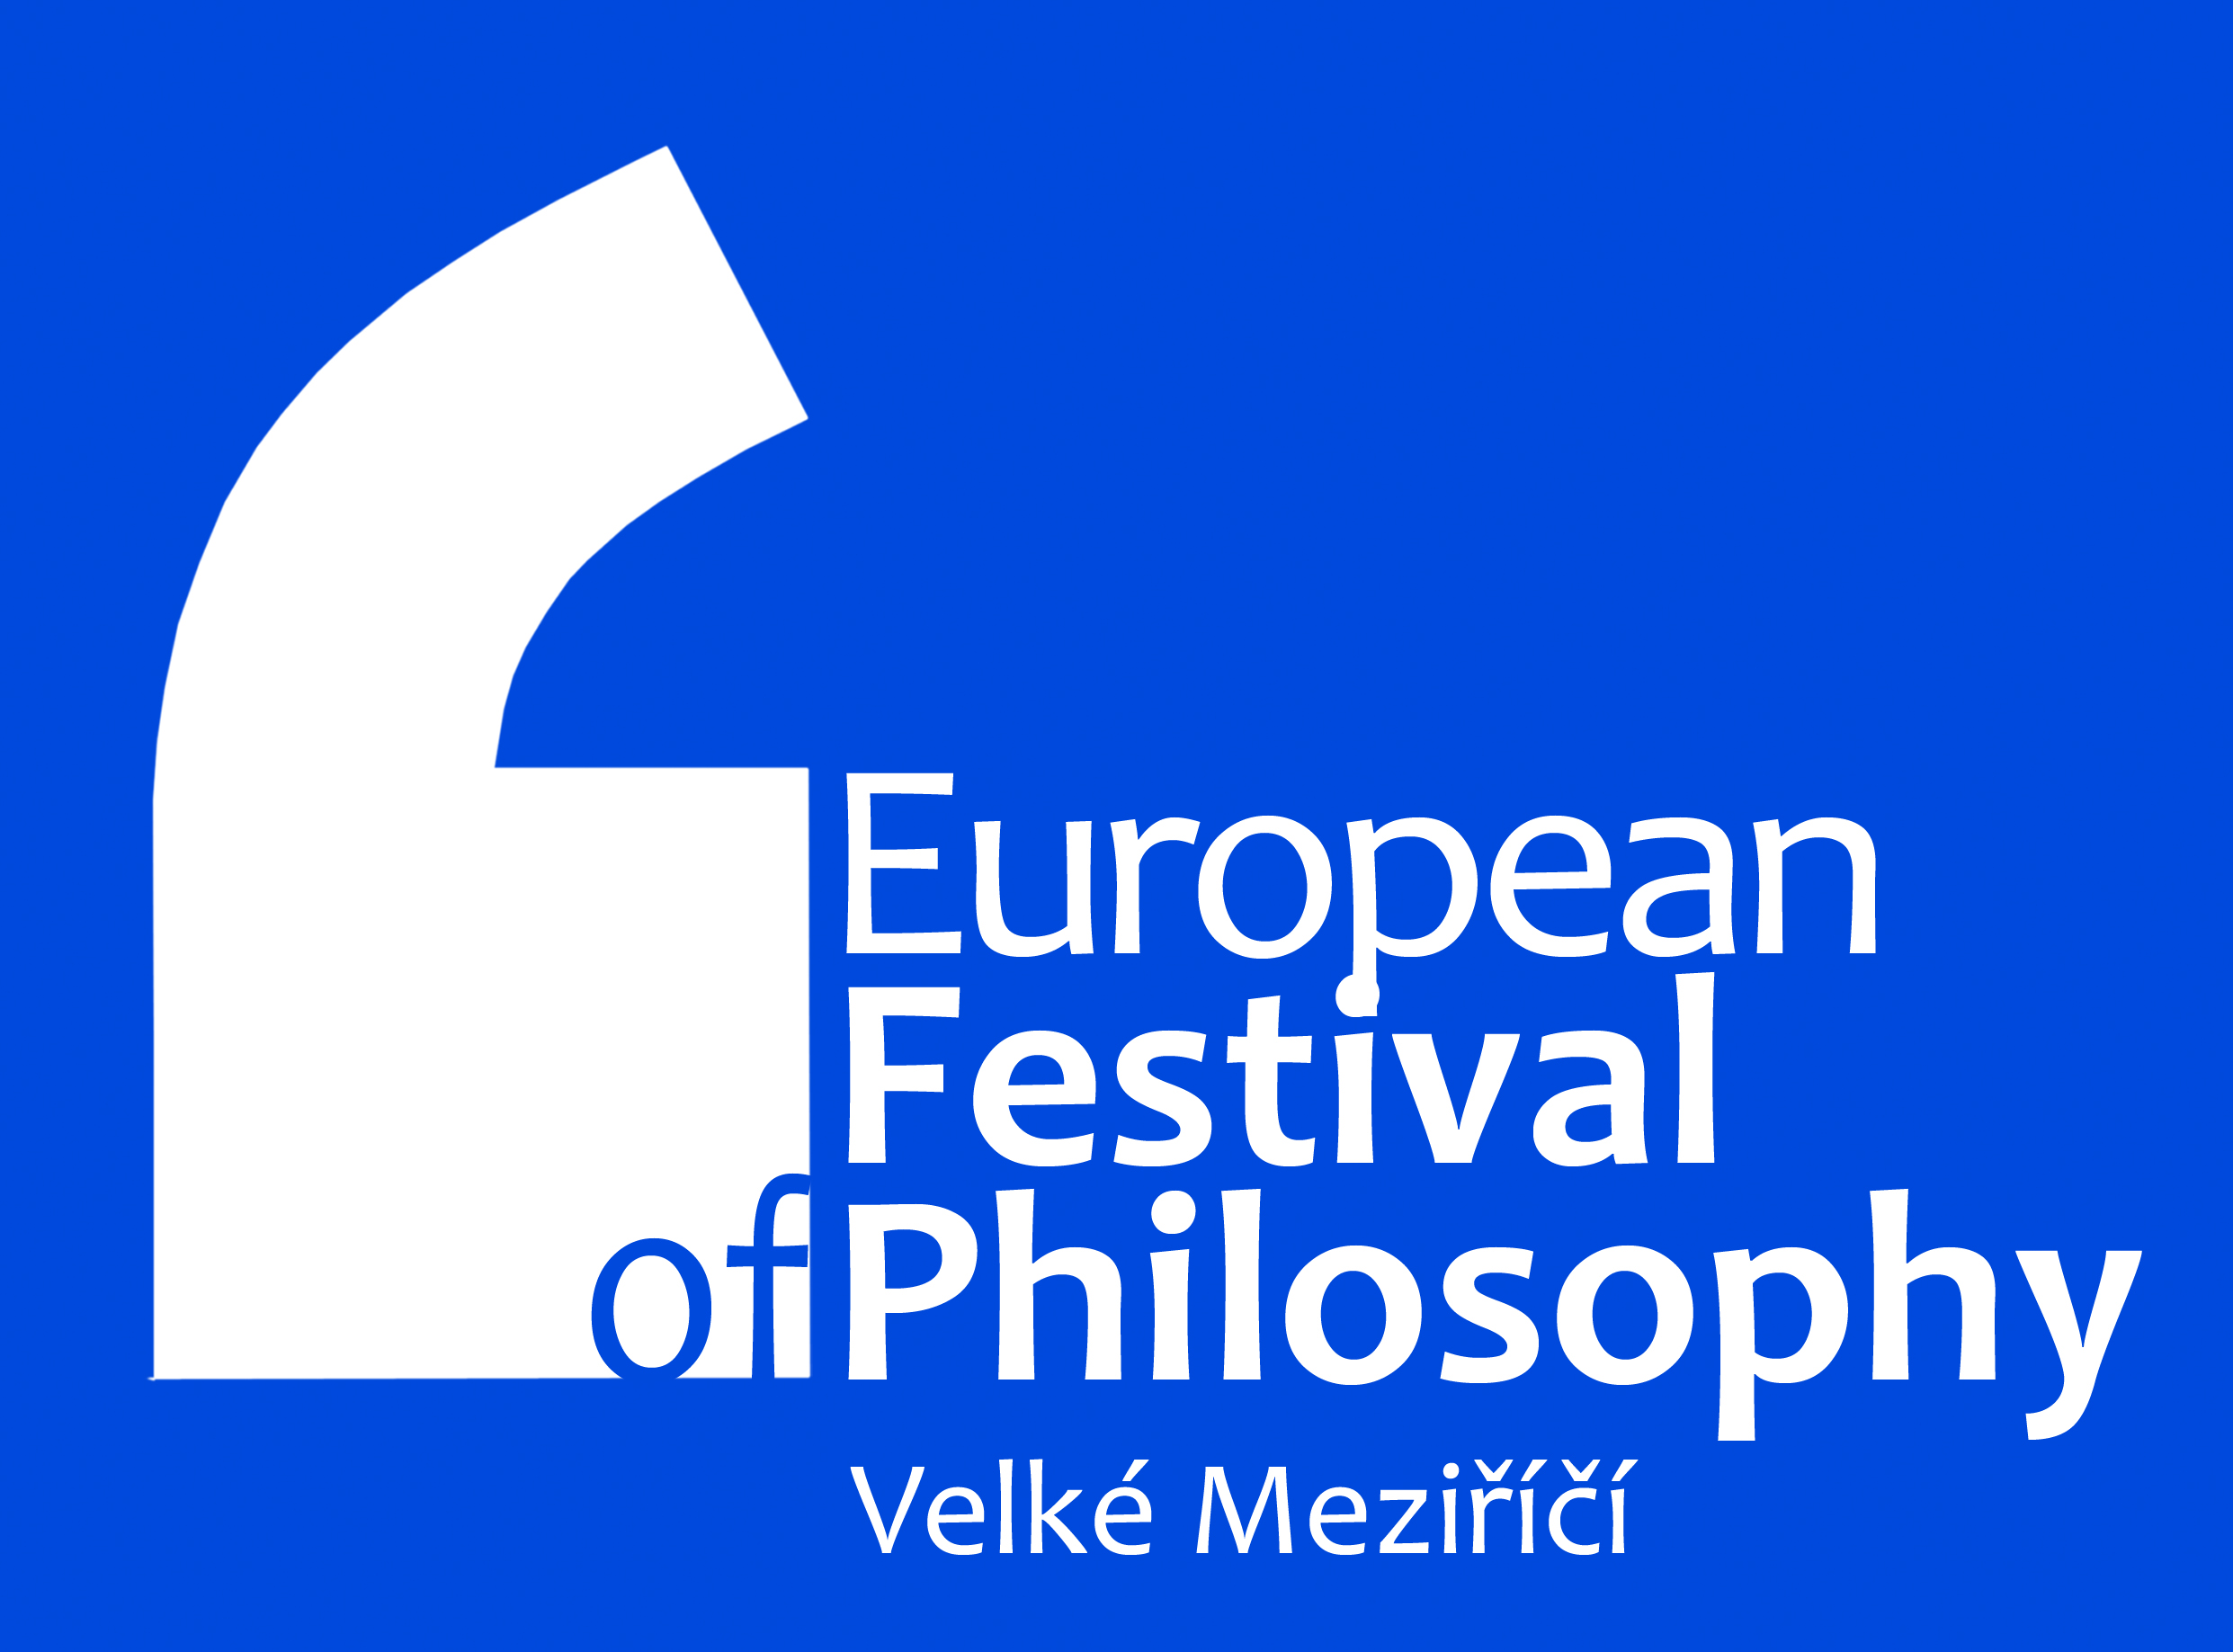 European
Festival
of Philosophy
Velké Meziříčí